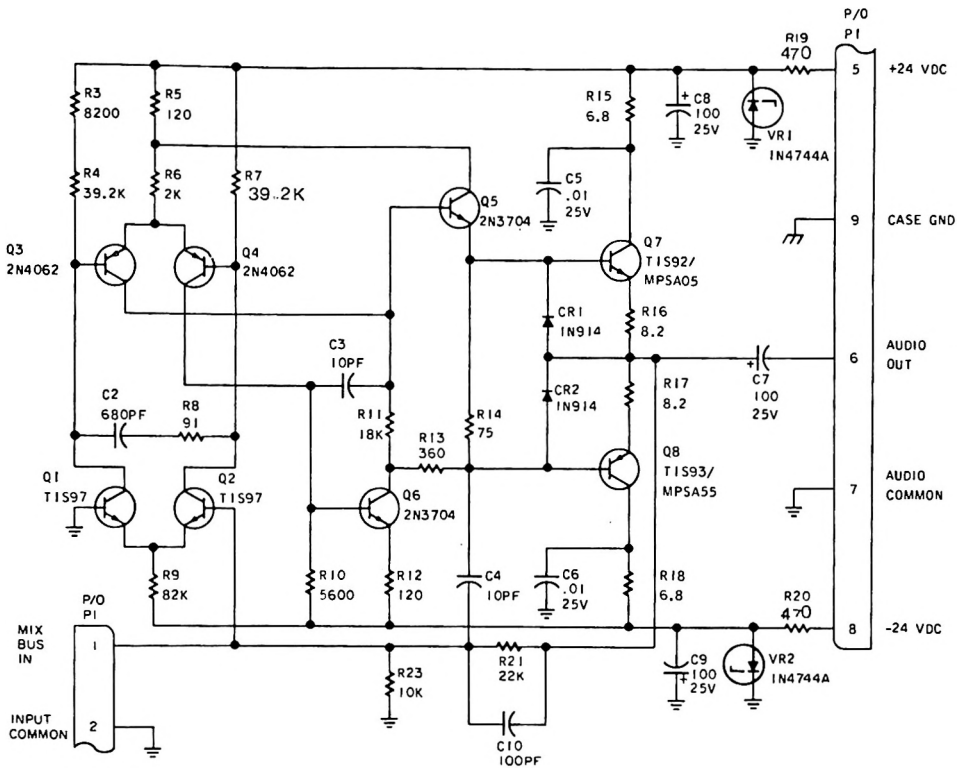 P/O
P1
R19
470
5
+24 VDC
R3
8200
R5
120
R15
6.8
+
C8
100
25V
VR1
1N4744A
R4
39.2K
R6
2K
R7
39.2K
C5
.01
25V
Q5
2N3704
9
CASE GND
Q3
2N4062
Q4
2N4062
Q7
TIS92/
MPSA05
CR1
1N914
R16
8.2
C3
10PF
6
AUDIO
OUT
+
C7
100
25V
C2
680PF
R8
91
CR2
1N914
R17
8.2
R11
18K
R13
360
R14
75
Q1
TIS97
Q2
TIS97
Q6
2N3704
Q8
TIS93/
MPSA55
7
AUDIO
COMMON
R9
82K
R10
5600
R12
120
C4
10PF
C6
.01
25V
R18
6.8
R20
470
8
-24 VDC
P/O
P1
MIX
BUS
IN
1
R23
10K
R21
22K
C9
100
+
25V
VR2
1N4744A
INPUT
COMMON
2
C10
100PF